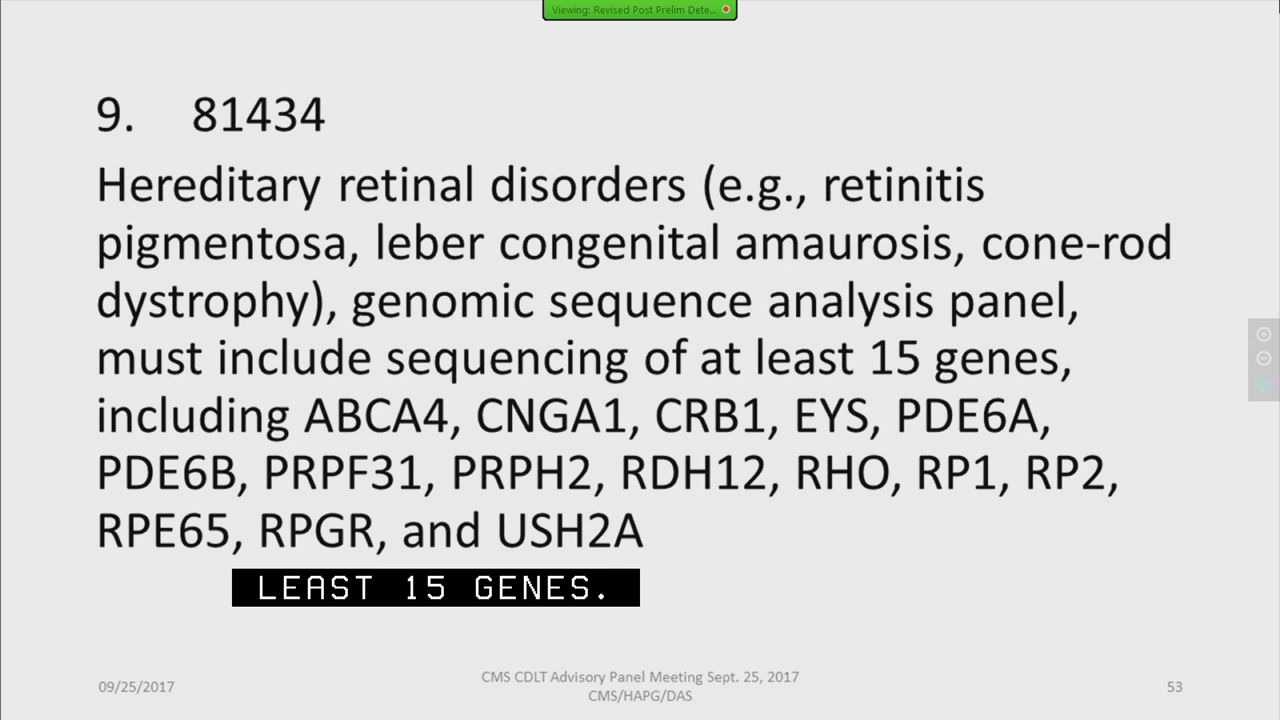 Viewing: Revised Post Prelim Dete...
9. 81434
Hereditary retinal disorders (e.g., retinitis
pigmentosa, leber congenital amaurosis, cone-rod
dystrophy), genomic sequence analysis panel,
must include sequencing of at least 15 genes,
including ABCA4, CNGA1, CRB1, EYS, PDE6A,
PDE6B, PRPF31, PRPH2, RDH12, RHO, RP1, RP2,
RPE65, RPGR, and USH2A
LEAST 15 GENES.
09/25/2017
CMS CDLT Advisory Panel Meeting Sept. 25, 2017
CMS/HAPG/DAS
53